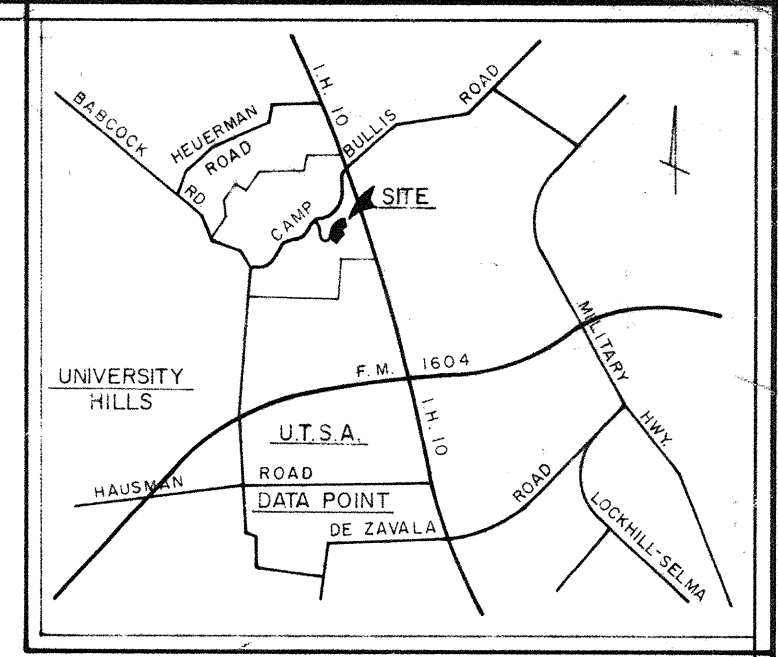 BABCOCK
RD
HEUERMAN
ROAD
I.H. 10
BULLIS
ROAD
CAMP
SITE
UNIVERSITY
HILLS
F.M. 1604
MILITARY
HWY.
U.T.S.A.
I.H. 10
HAUSMAN
ROAD
DATA POINT
DE ZAVALA
ROAD
LOCKHILL-SELMA